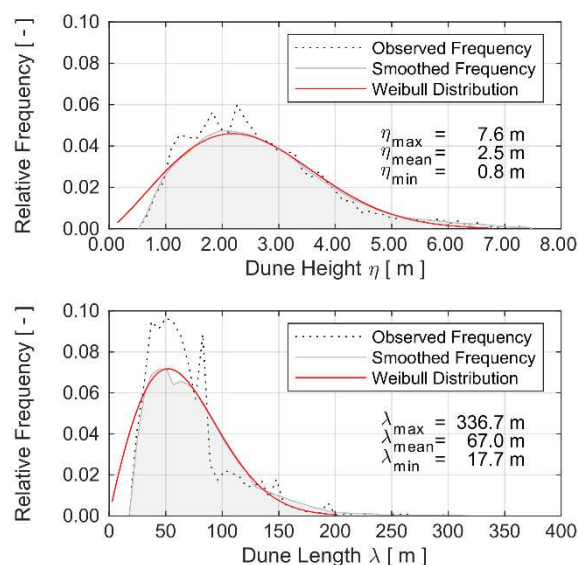 0.10
0.08
0.06
0.04
0.02
0.00
Relative Frequency [ - ]
Observed Frequency
Smoothed Frequency
Weibull Distribution
ηmax = 7.6 m
ηmean = 2.5 m
ηmin = 0.8 m
0.00 1.00 2.00 3.00 4.00 5.00 6.00 7.00 8.00
Dune Height η [ m ]
0.10
0.08
0.06
0.04
0.02
0.00
Relative Frequency [ - ]
Observed Frequency
Smoothed Frequency
Weibull Distribution
λmax = 336.7 m
λmean = 67.0 m
λmin = 17.7 m
0 50 100 150 200 250 300 350 400
Dune Length λ [ m ]